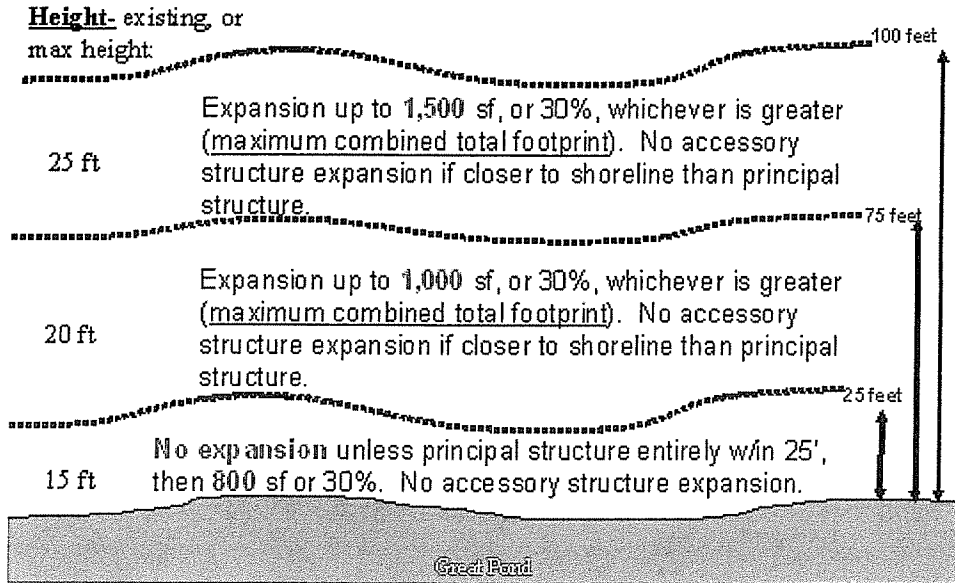 Height- existing, or
max height:
100 feet
Expansion up to 1,500 sf, or 30%, whichever is greater
(maximum combined total footprint). No accessory
structure expansion if closer to shoreline than principal
structure.
25 ft
75 feet
Expansion up to 1,000 sf, or 30%, whichever is greater
(maximum combined total footprint). No accessory
structure expansion if closer to shoreline than principal
structure.
20 ft
25 feet
No expansion unless principal structure entirely w/in 25',
then 800 sf or 30%. No accessory structure expansion.
15 ft
Great Pond